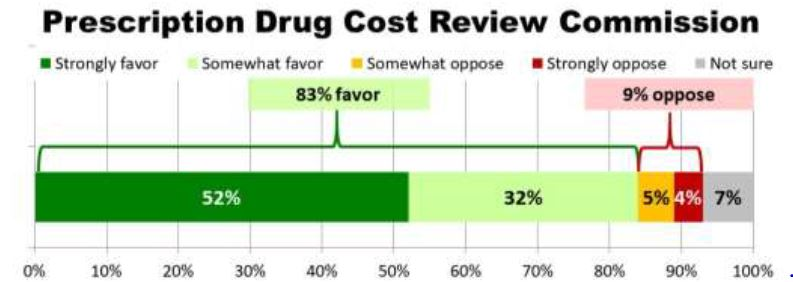 Prescription Drug Cost Review Commission
Strongly favor Somewhat favor Somewhat oppose Strongly oppose Not sure
83% favor 9% oppose
52% 32% 5% 4% 7%
0% 10% 20% 30% 40% 50% 60% 70% 80% 90% 100%